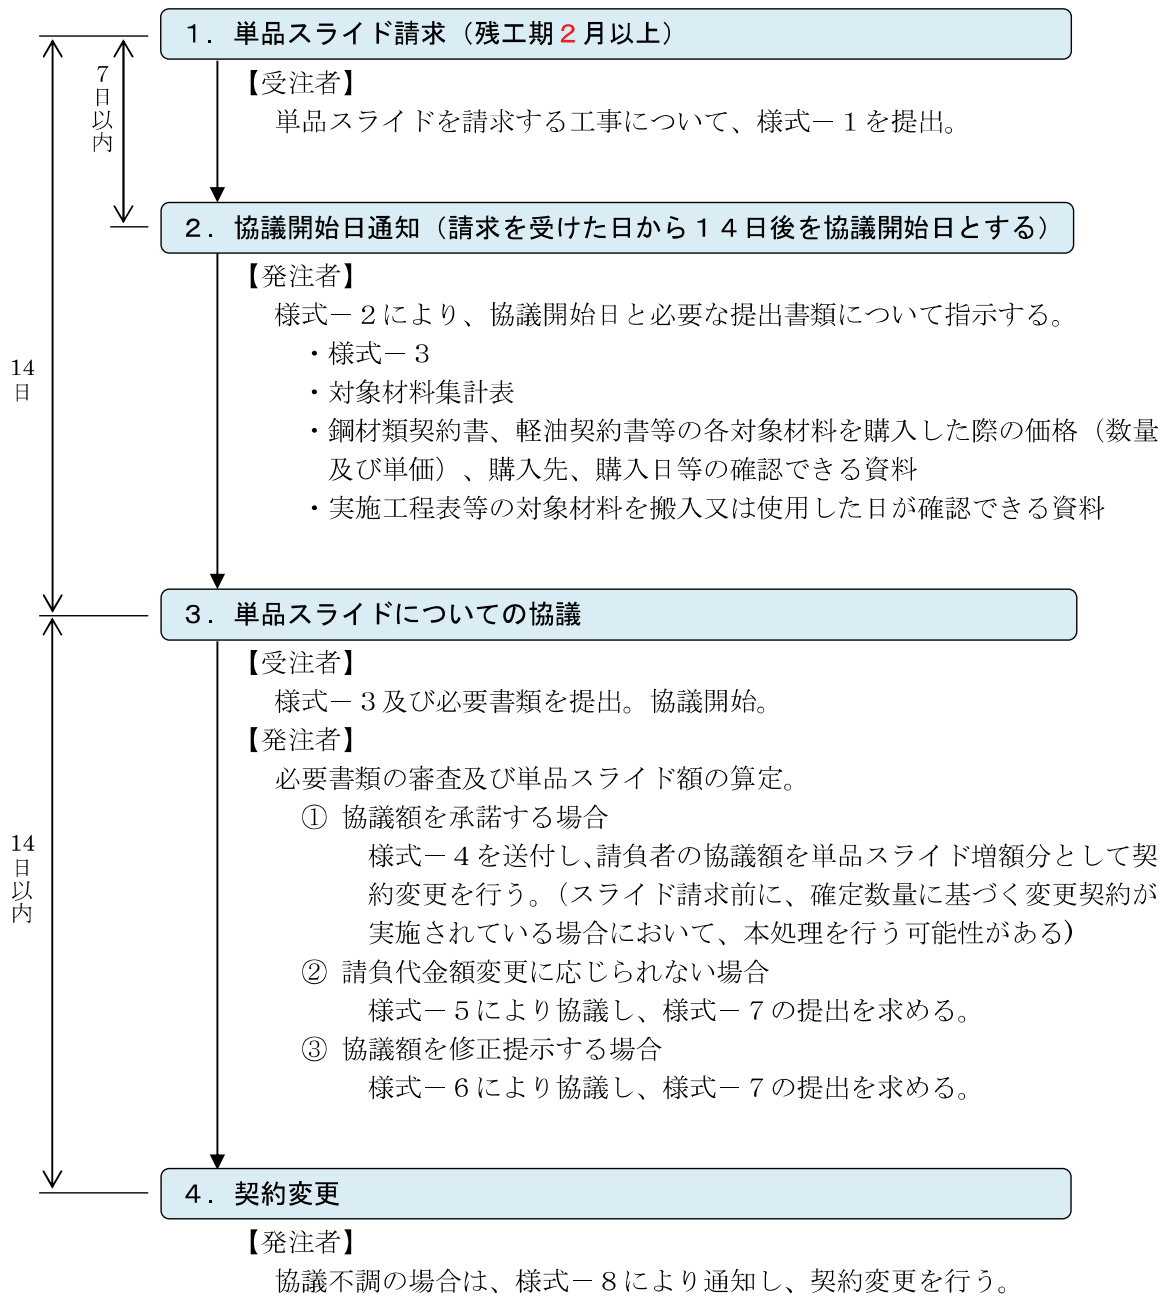 １．単品スライド請求（残工期２月以上）
７日以内
【受注者】
単品スライドを請求する工事について、様式－１を提出。
２．協議開始日通知（請求を受けた日から１４日後を協議開始日とする）
【発注者】
様式－２により、協議開始日と必要な提出書類について指示する。
・様式－３
14日
・対象材料集計表
・鋼材類契約書、軽油契約書等の各対象材料を購入した際の価格（数量
及び単価）、購入先、購入日等の確認できる資料
・実施工程表等の対象材料を搬入又は使用した日が確認できる資料
３．単品スライドについての協議
【受注者】
様式－３及び必要書類を提出。協議開始。
【発注者】
必要書類の審査及び単品スライド額の算定。
① 協議額を承諾する場合
14日以内
様式－４を送付し、請負者の協議額を単品スライド増額分として契
約変更を行う。（スライド請求前に、確定数量に基づく変更契約が
実施されている場合において、本処理を行う可能性がある)
② 請負代金額変更に応じられない場合
様式－５により協議し、様式－７の提出を求める。
③ 協議額を修正提示する場合
様式－６により協議し、様式－７の提出を求める。
４．契約変更
【発注者】
協議不調の場合は、様式－８により通知し、契約変更を行う。